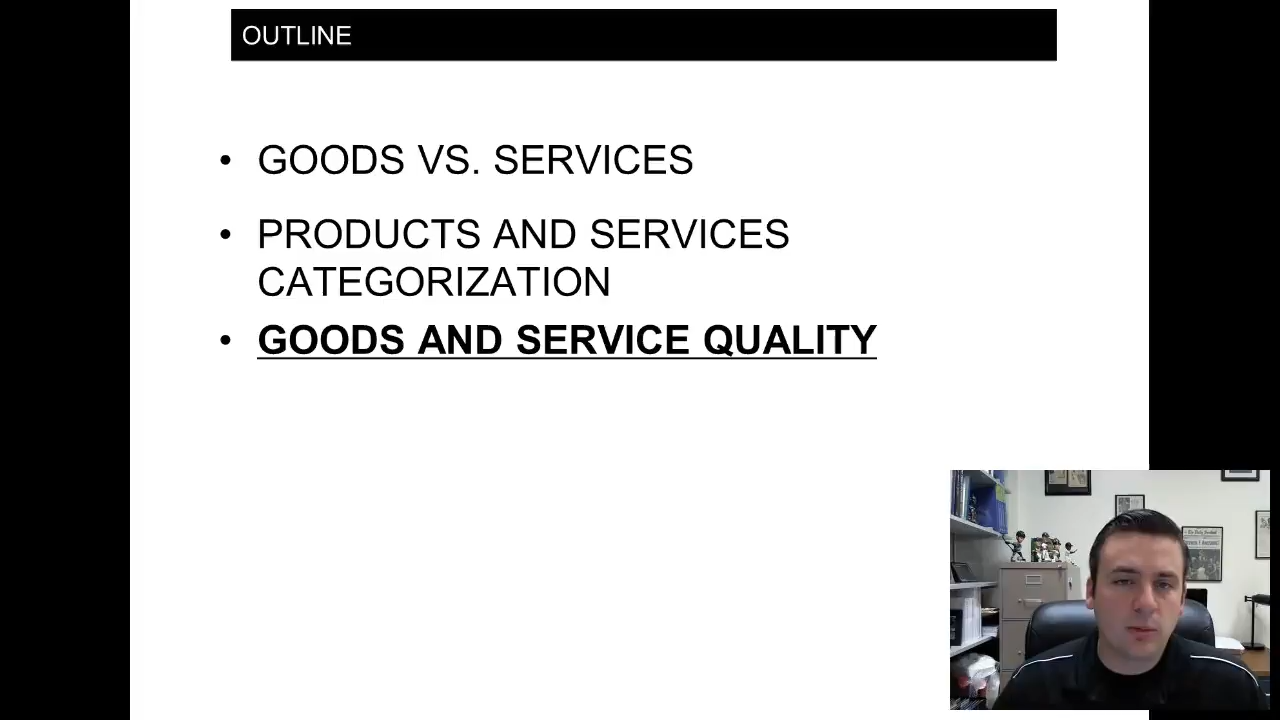 OUTLINE
• GOODS VS. SERVICES
• PRODUCTS AND SERVICES
CATEGORIZATION
• GOODS AND SERVICE QUALITY